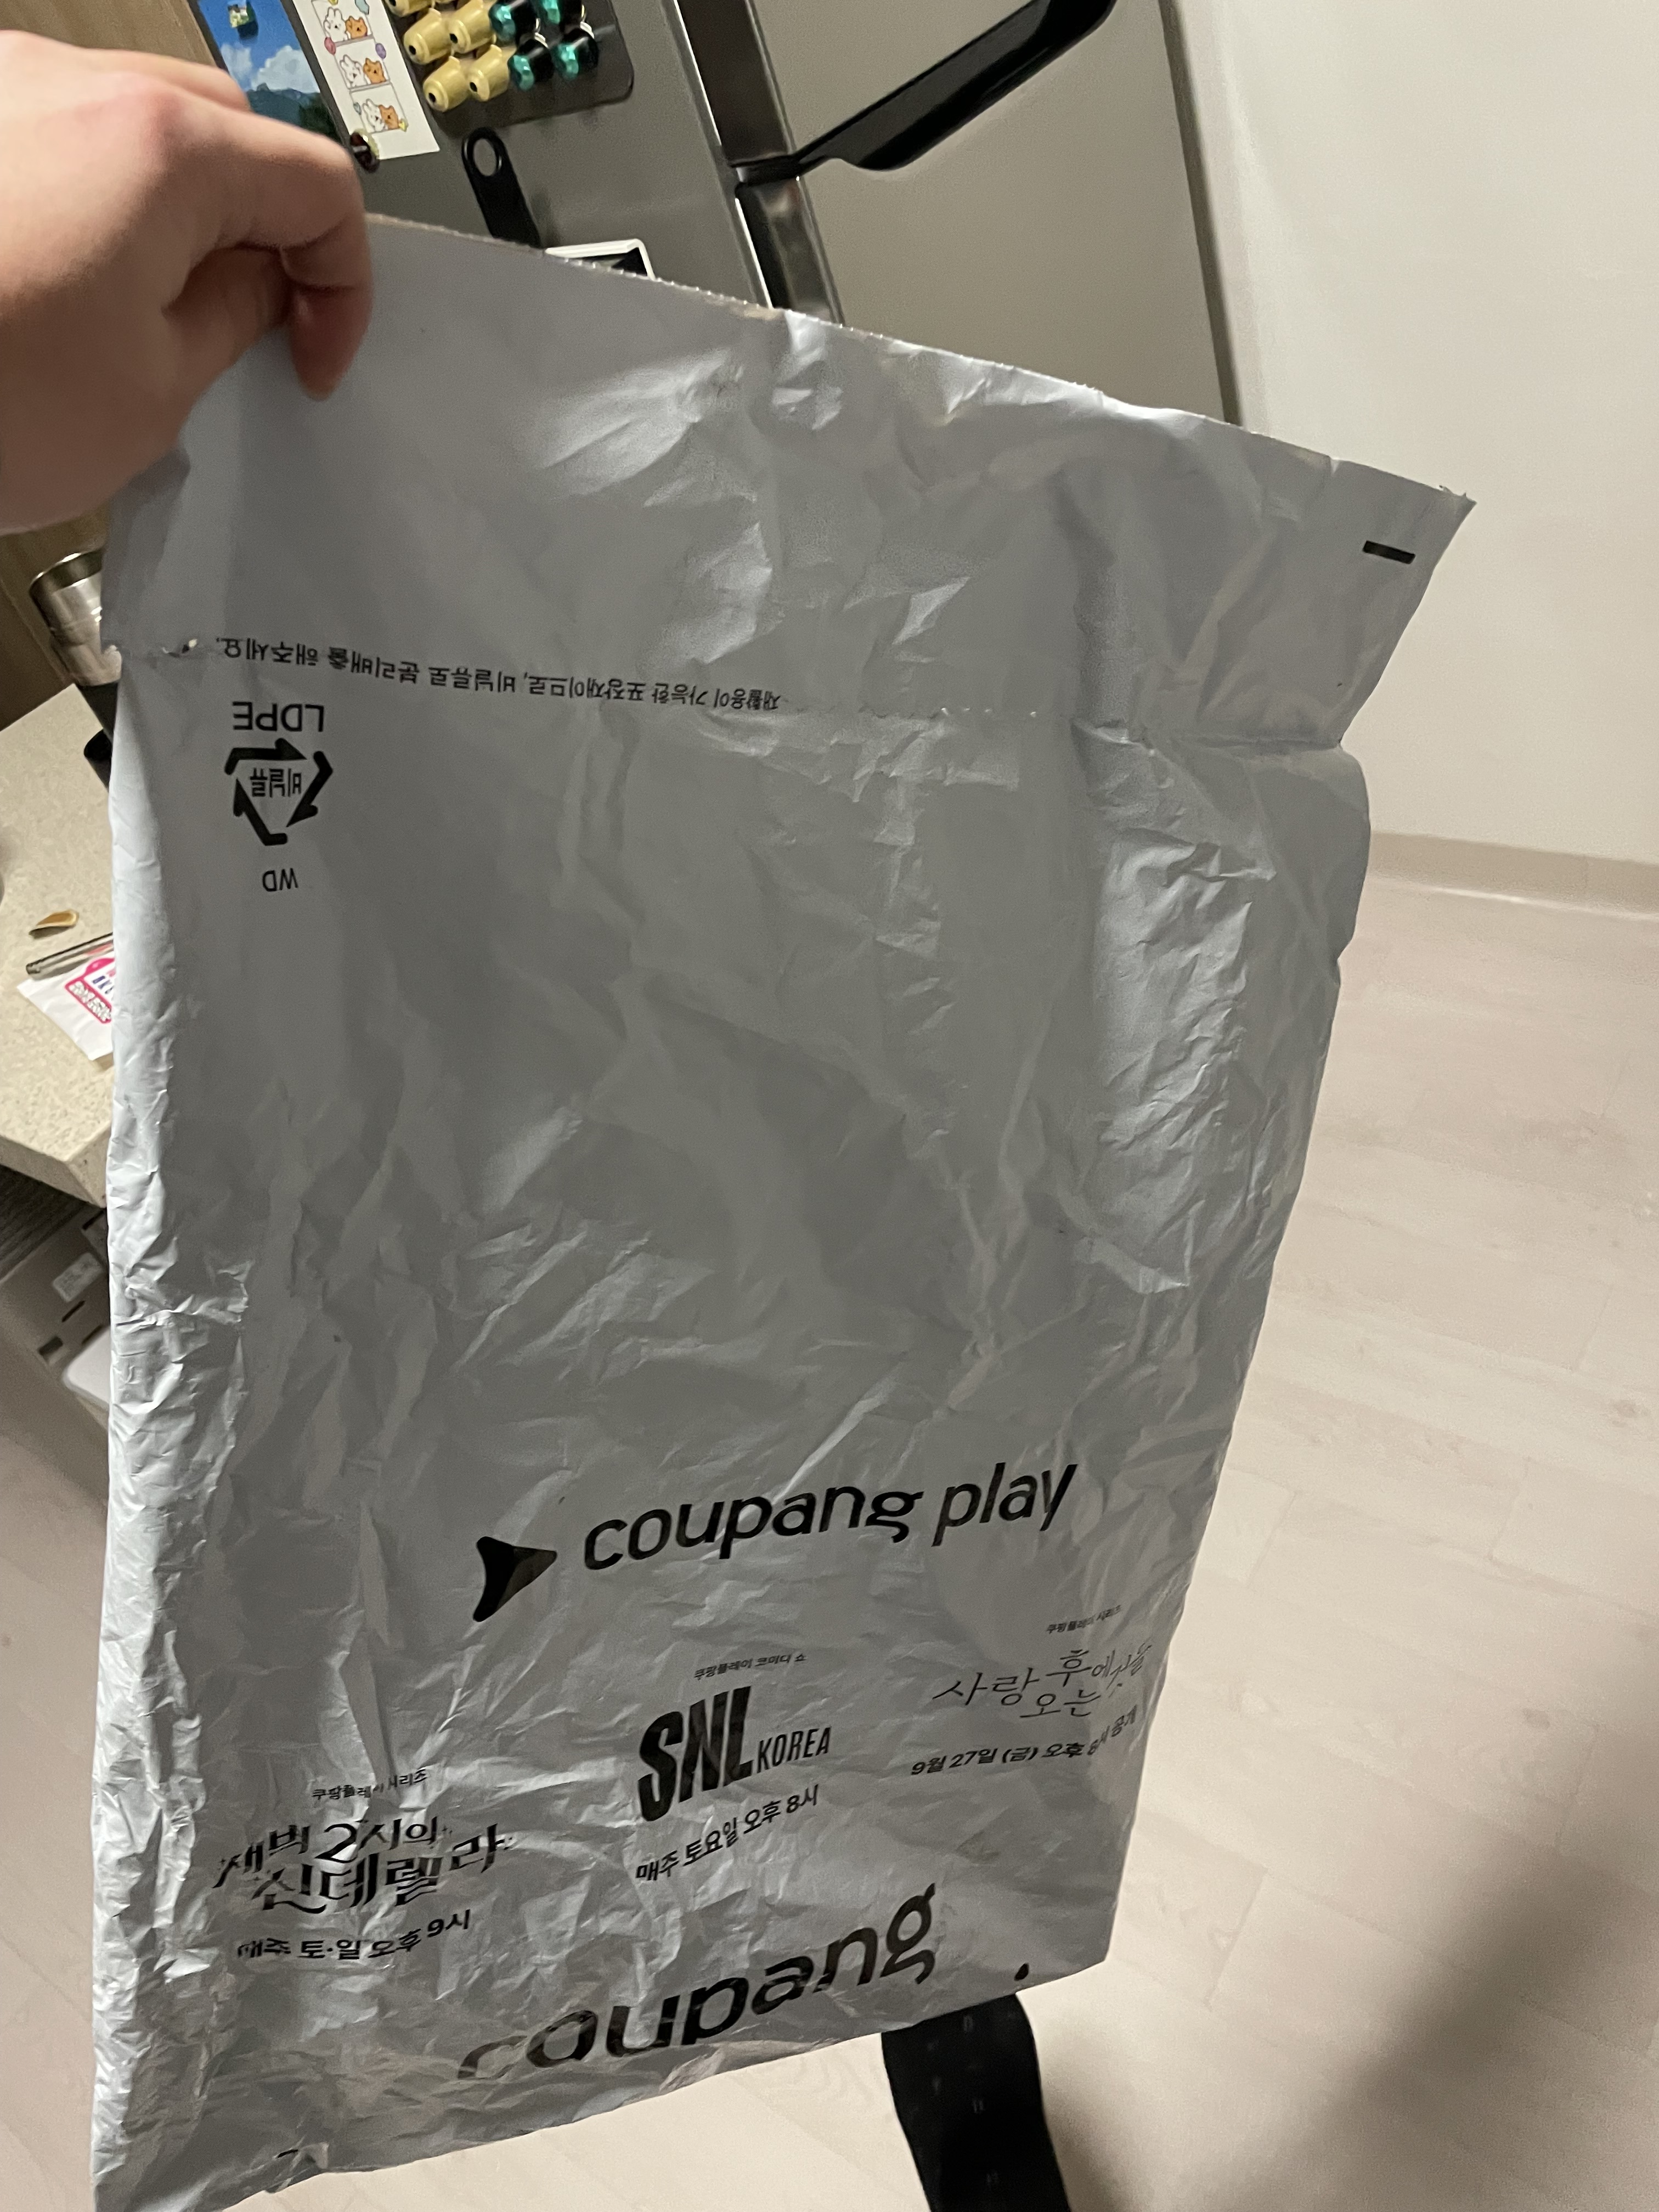 재활용이 가능한 포장재이므로, 비닐류로 분리배출 해주세요.
LDPE
비닐류
WD
coupang play
쿠팡플레이 시리즈
사랑 후에
오는 것들
9월 27일 (금) 오후 8시 공개
쿠팡플레이 코미디 쇼
SNL KOREA
매주 토요일 오후 8시
쿠팡플레이 시리즈
새벽 2시의
신데렐라
매주 토·일 오후 9시
coupang